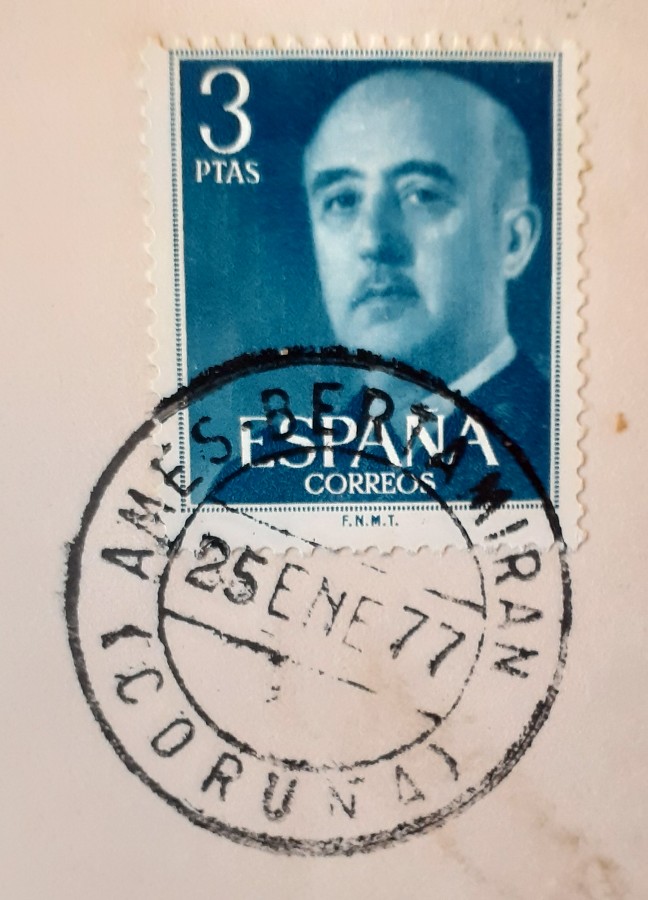 3
PTAS
ESPAÑA
CORREOS
F.N.M.T.
AMES-BERTAMIRAN
25 ENE 77
(CORUÑA)